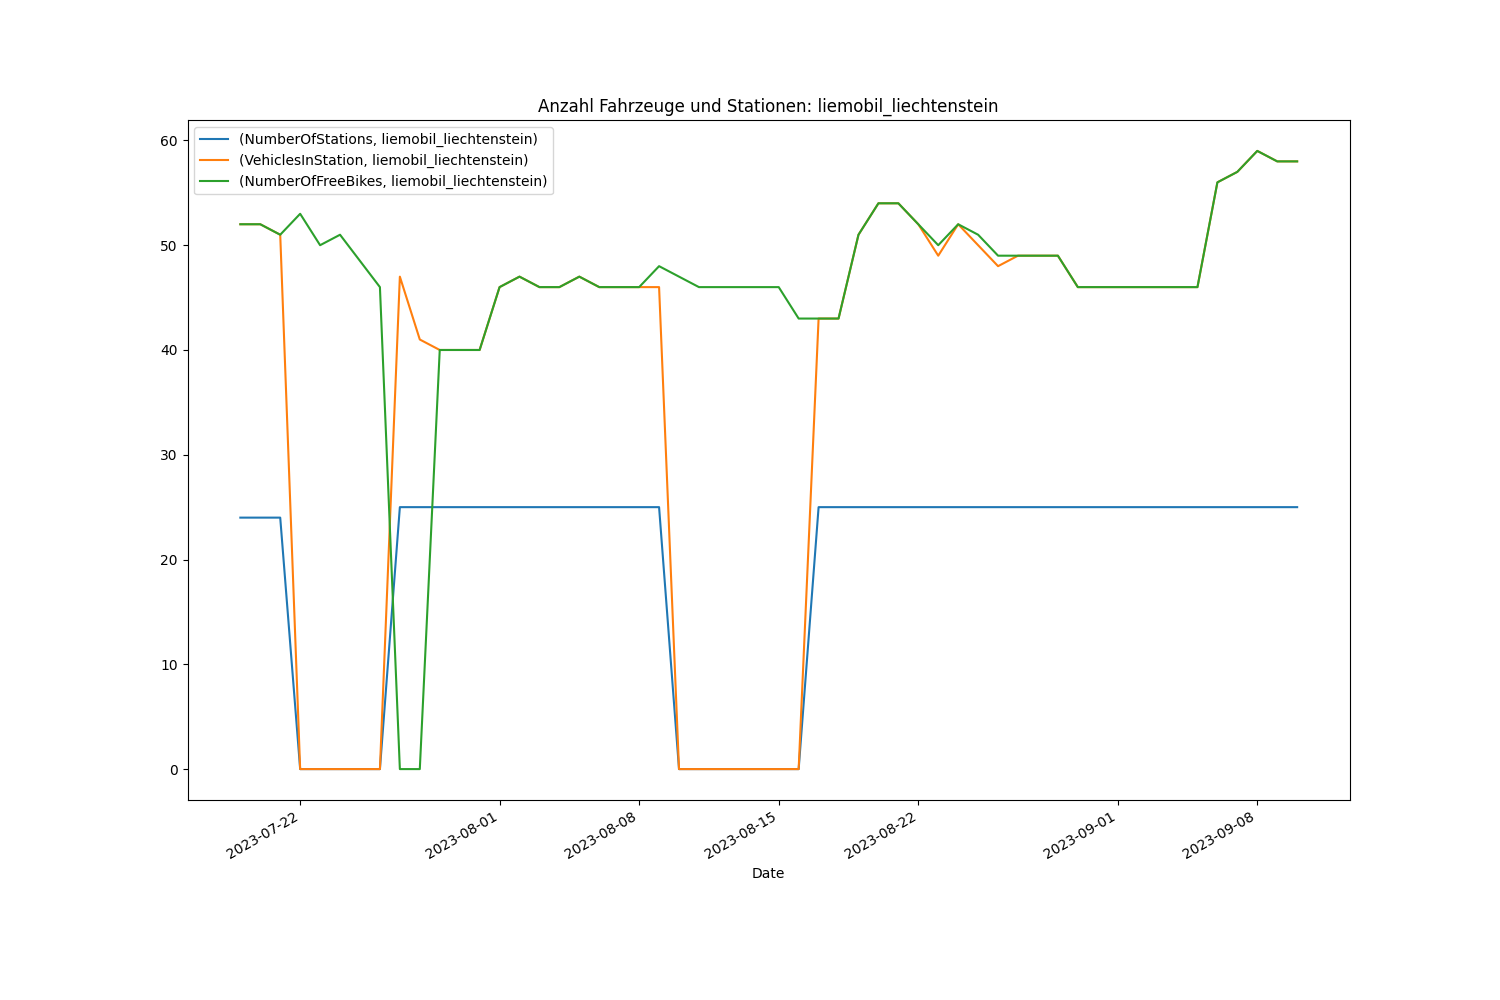 Anzahl Fahrzeuge und Stationen: liemobil_liechtenstein
(NumberOfStations, liemobil_liechtenstein)
(VehiclesInStation, liemobil_liechtenstein)
(NumberOfFreeBikes, liemobil_liechtenstein)
60
50
40
30
20
10
0
2023-07-22
2023-08-01
2023-08-08
2023-08-15
2023-08-22
2023-09-01
2023-09-08
Date